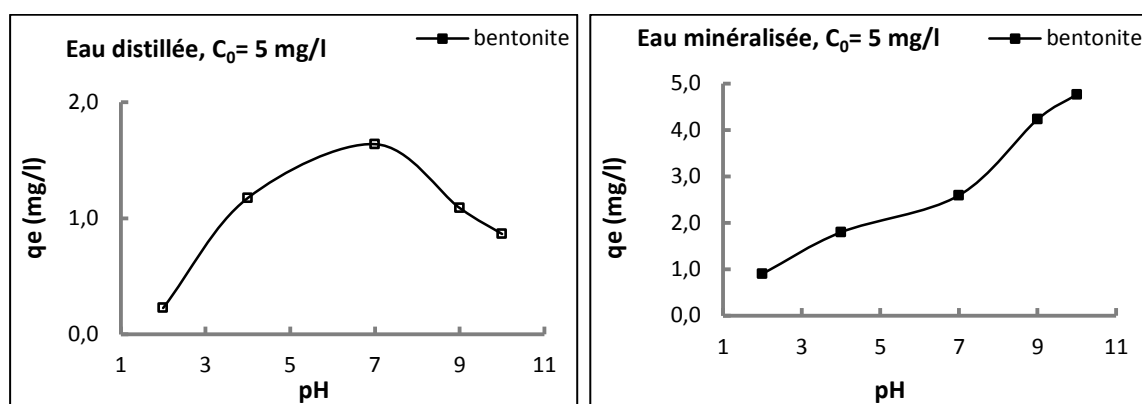 Eau distillée, C0= 5 mg/l
bentonite
2,0
1,0
0,0
qe (mg/l)
1 3 5 7 9 11
pH
Eau minéralisée, C0= 5 mg/l
bentonite
5,0
4,0
3,0
2,0
1,0
0,0
qe (mg/l)
1 3 5 7 9 11
pH